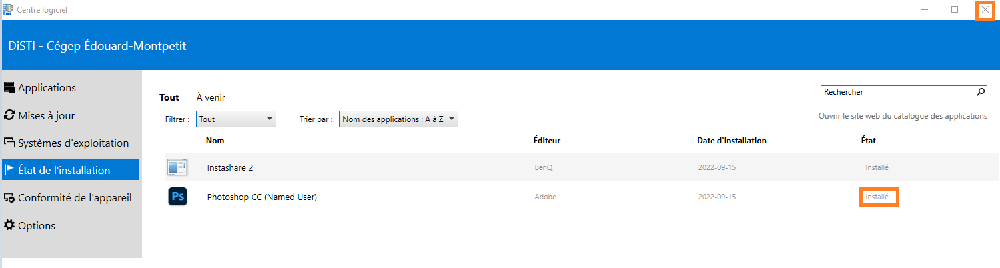 Centre logiciel
DiSTI - Cégep Édouard-Montpetit
Applications
Mises à jour
Systèmes d'exploitation
État de l'installation
Conformité de l'appareil
Options
Tout À venir
Rechercher
Filtrer : Tout Trier par : Nom des applications : A à Z
Ouvrir le site web du catalogue des applications
Nom Éditeur Date d'installation État
Instashare 2 BenQ 2022-09-15 Installé
Ps Photoshop CC (Named User) Adobe 2022-09-15 Installé